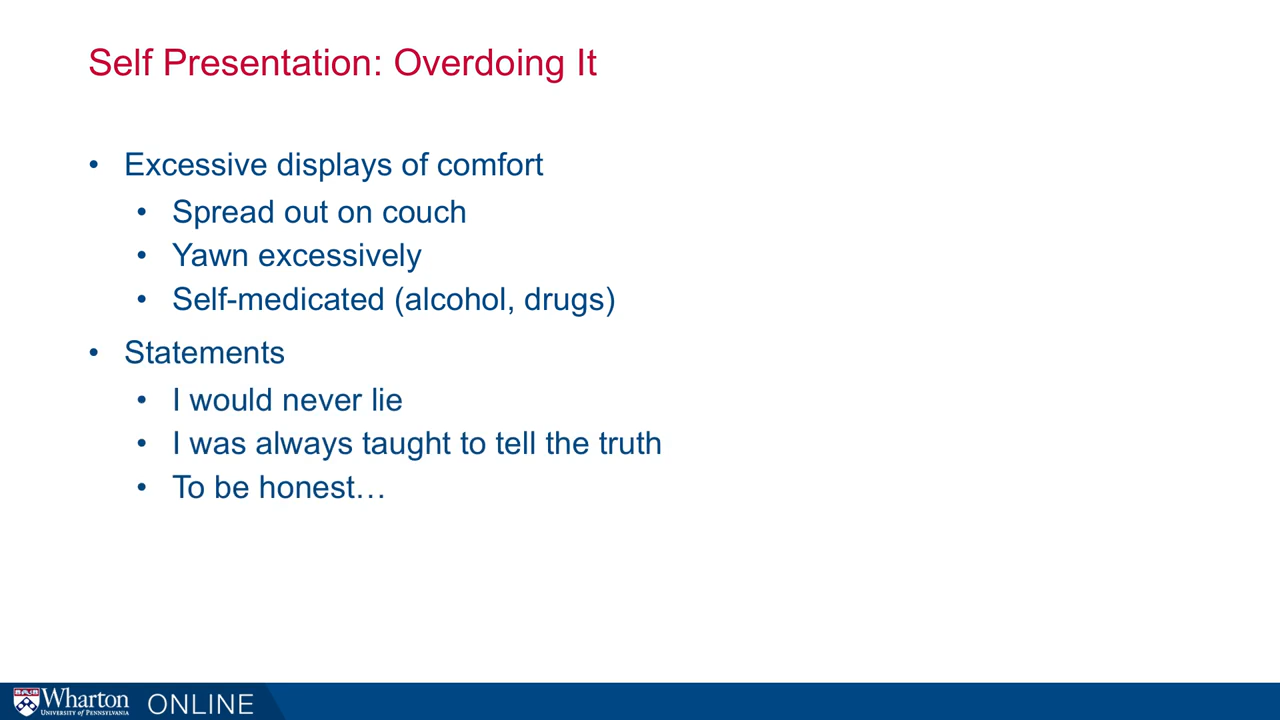 Self Presentation: Overdoing It
• Excessive displays of comfort
• Spread out on couch
• Yawn excessively
• Self-medicated (alcohol, drugs)
• Statements
• I would never lie
• I was always taught to tell the truth
• To be honest…
Wharton ONLINE
UNIVERSITY OF PENNSYLVANIA